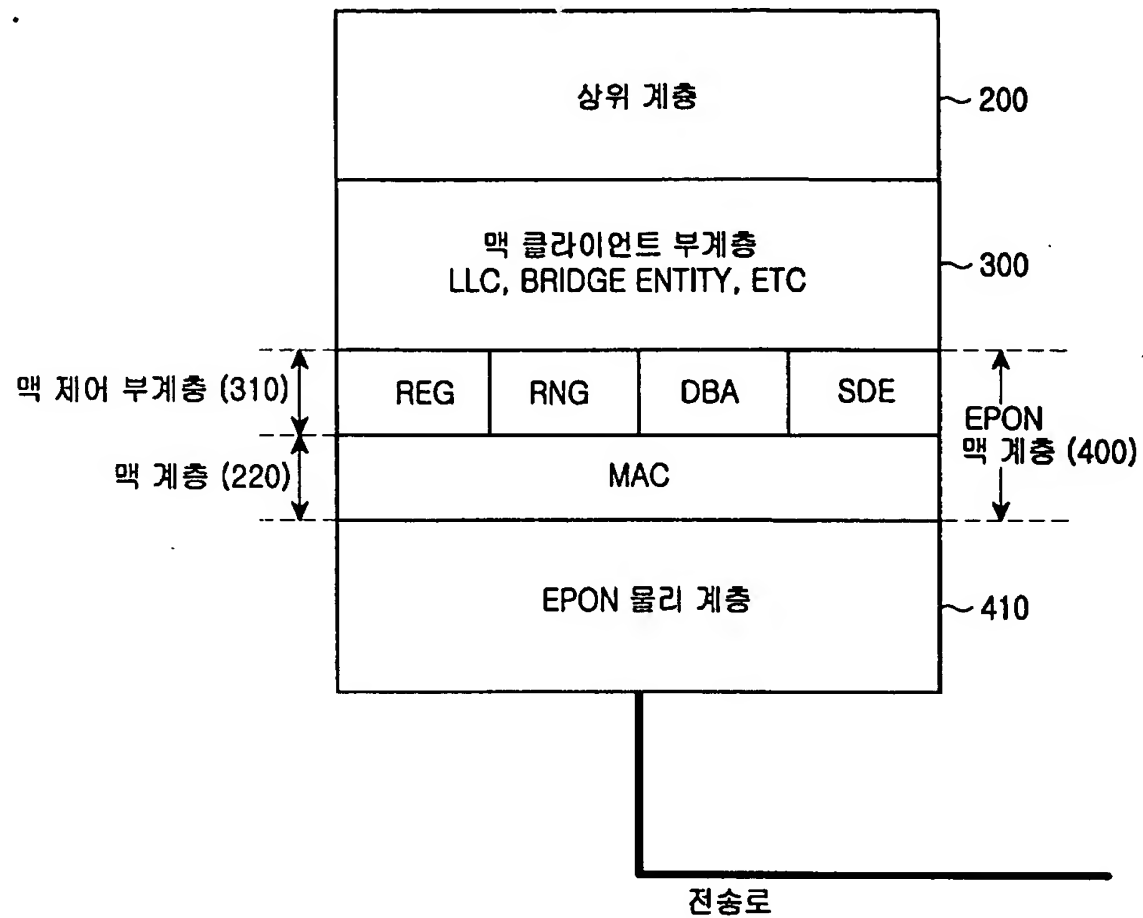 상위 계층
200
맥 클라이언트 부계층
LLC, BRIDGE ENTITY, ETC
300
맥 제어 부계층 (310)
REG
RNG
DBA
SDE
EPON
맥 계층 (400)
맥 계층 (220)
MAC
EPON 물리 계층
410
전송로